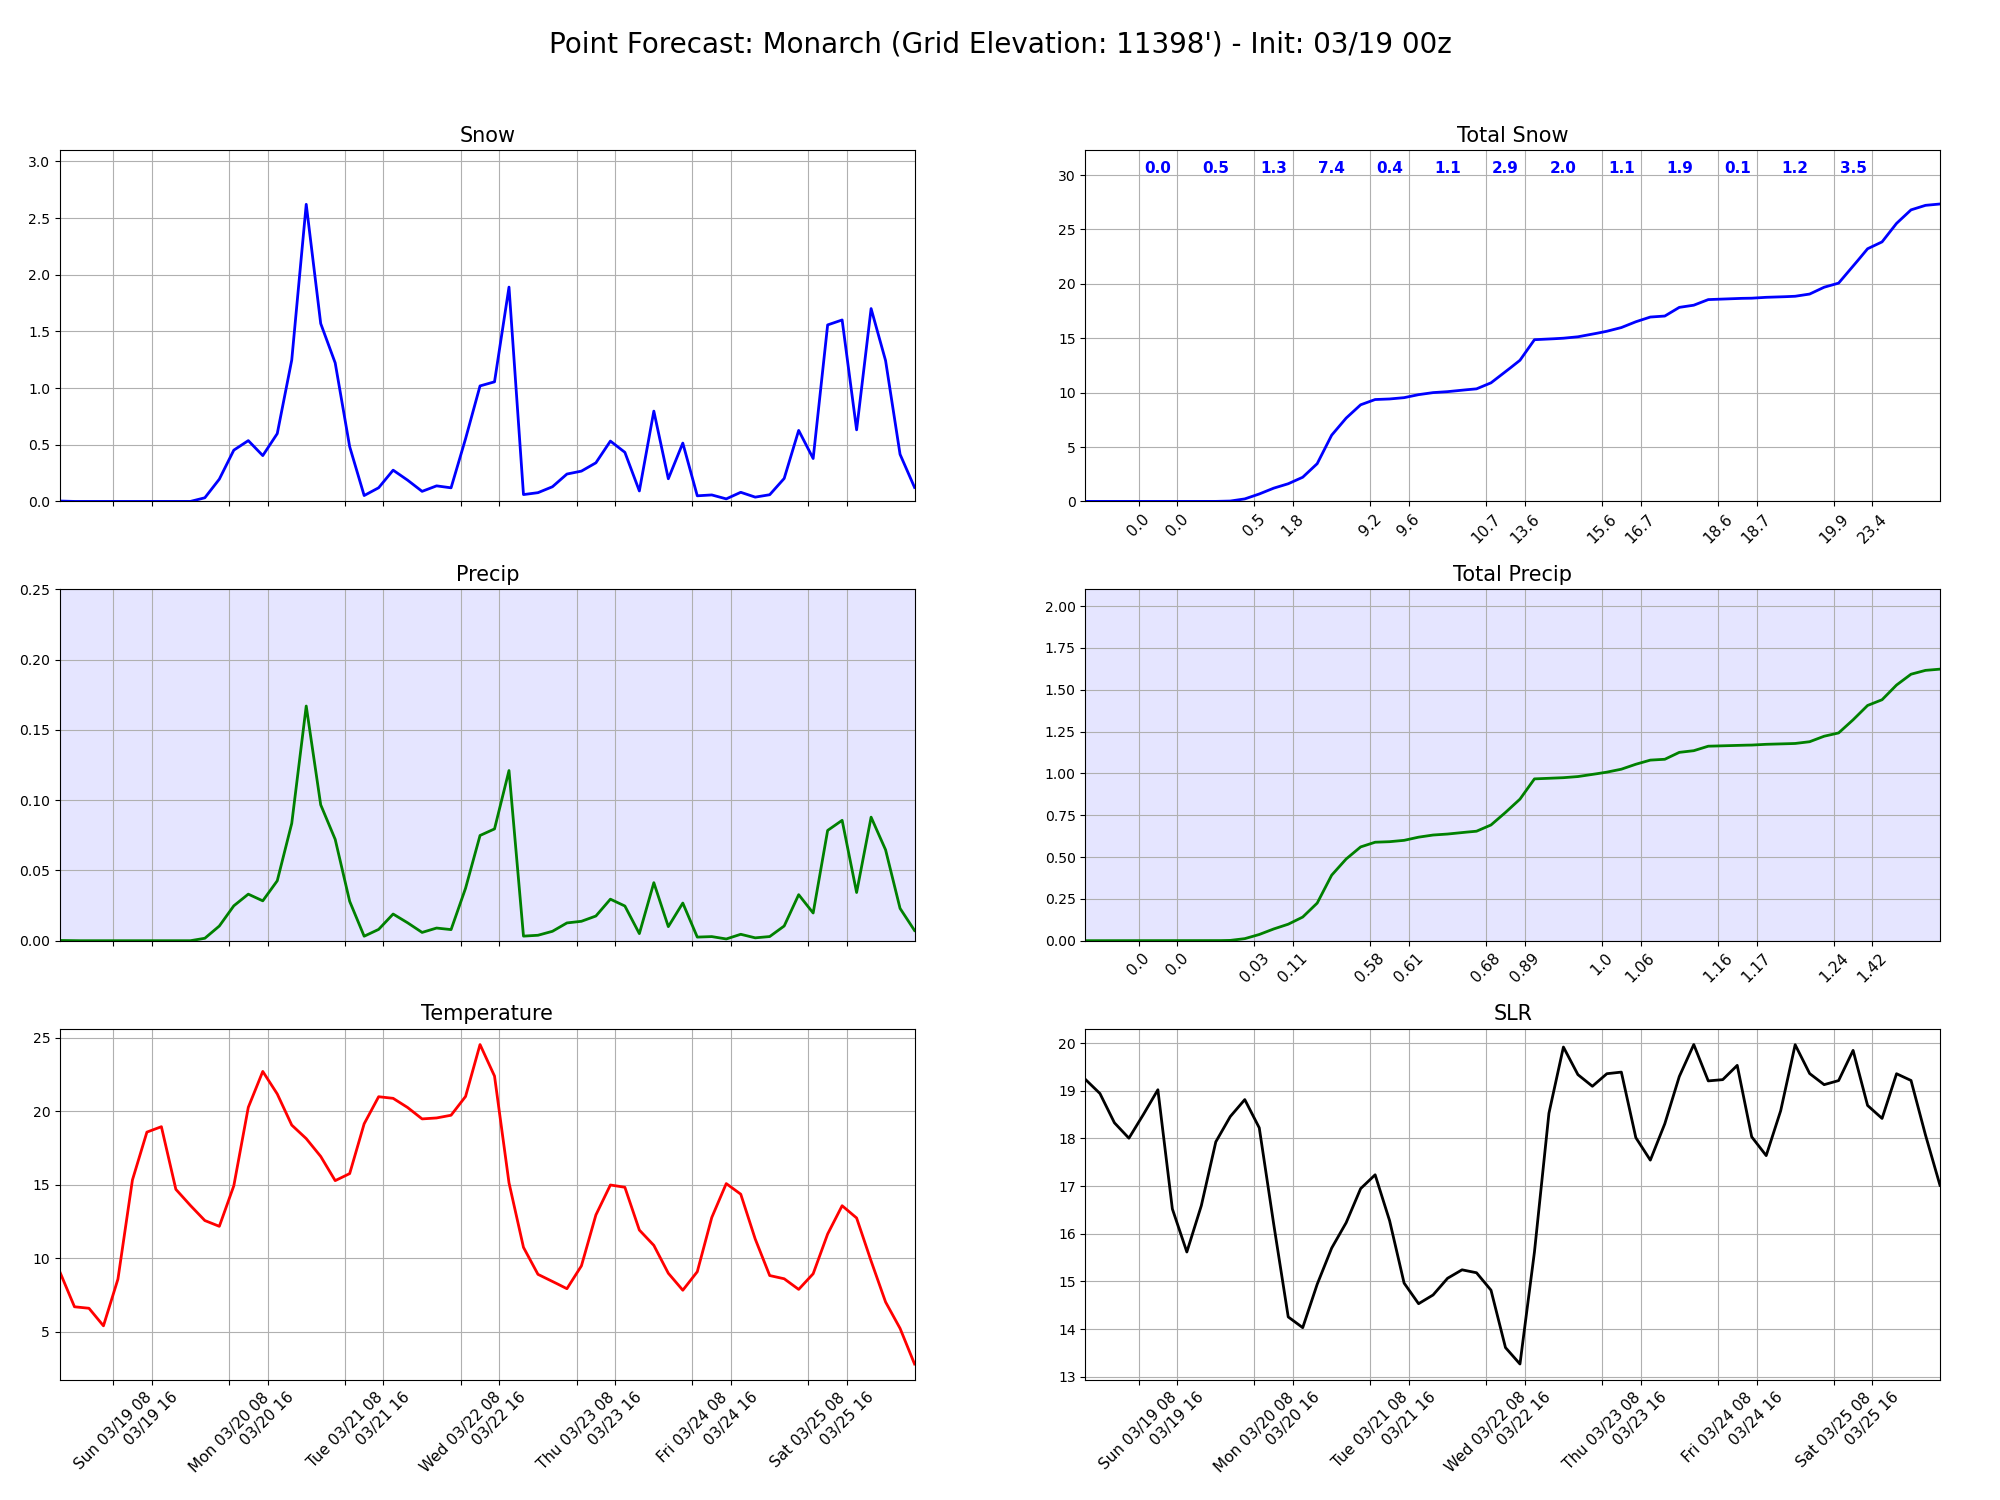 Point Forecast: Monarch (Grid Elevation: 11398') - Init: 03/19 00z
Snow
3.0
2.5
2.0
1.5
1.0
0.5
0.0
Total Snow
0.0 0.5 1.3 7.4 0.4 1.1 2.9 2.0 1.1 1.9 0.1 1.2 3.5
30
25
20
15
10
5
0
0.0 0.0 0.5 1.8 9.2 9.6 10.7 13.6 15.6 16.7 18.6 18.7 19.9 23.4
Precip
0.25
0.20
0.15
0.10
0.05
0.00
Total Precip
2.00
1.75
1.50
1.25
1.00
0.75
0.50
0.25
0.00
0.0 0.0 0.03 0.11 0.58 0.61 0.68 0.89 1.0 1.06 1.16 1.17 1.24 1.42
Temperature
25
20
15
10
5
Sun 03/19 08
03/19 16
Mon 03/20 08
03/20 16
Tue 03/21 08
03/21 16
Wed 03/22 08
03/22 16
Thu 03/23 08
03/23 16
Fri 03/24 08
03/24 16
Sat 03/25 08
03/25 16
SLR
20
19
18
17
16
15
14
13
Sun 03/19 08
03/19 16
Mon 03/20 08
03/20 16
Tue 03/21 08
03/21 16
Wed 03/22 08
03/22 16
Thu 03/23 08
03/23 16
Fri 03/24 08
03/24 16
Sat 03/25 08
03/25 16